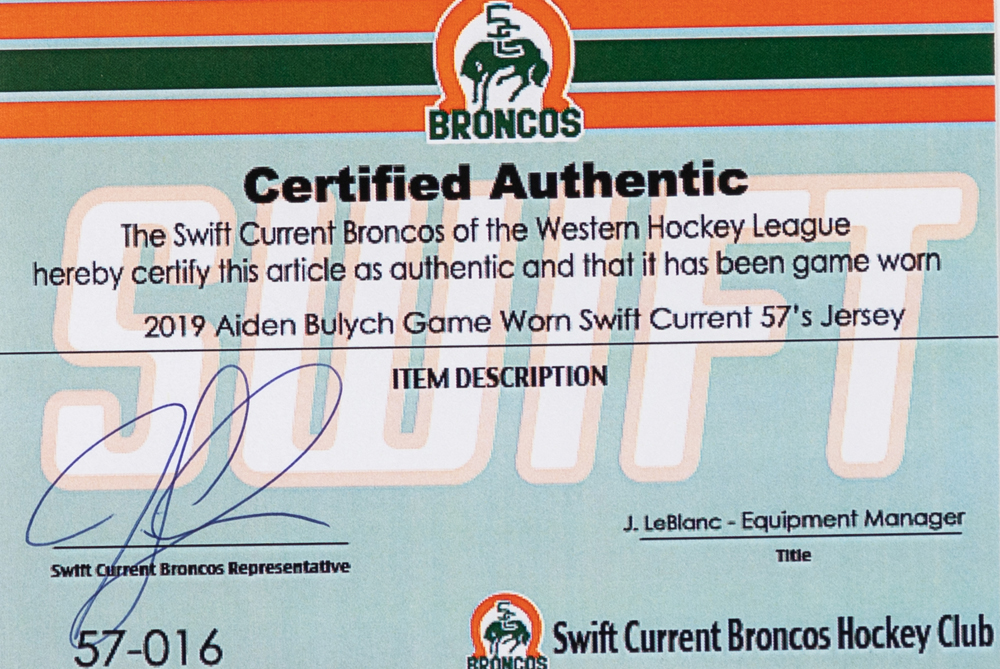 SC
BRONCOS
Certified Authentic
The Swift Current Broncos of the Western Hockey League
hereby certify this article as authentic and that it has been game worn
2019 Aiden Bulych Game Worn Swift Current 57's Jersey
ITEM DESCRIPTION
SWIFT
J. LeBlanc - Equipment Manager
Title
Swift Current Broncos Representative
57-016
SC
BRONCOS
Swift Current Broncos Hockey Club